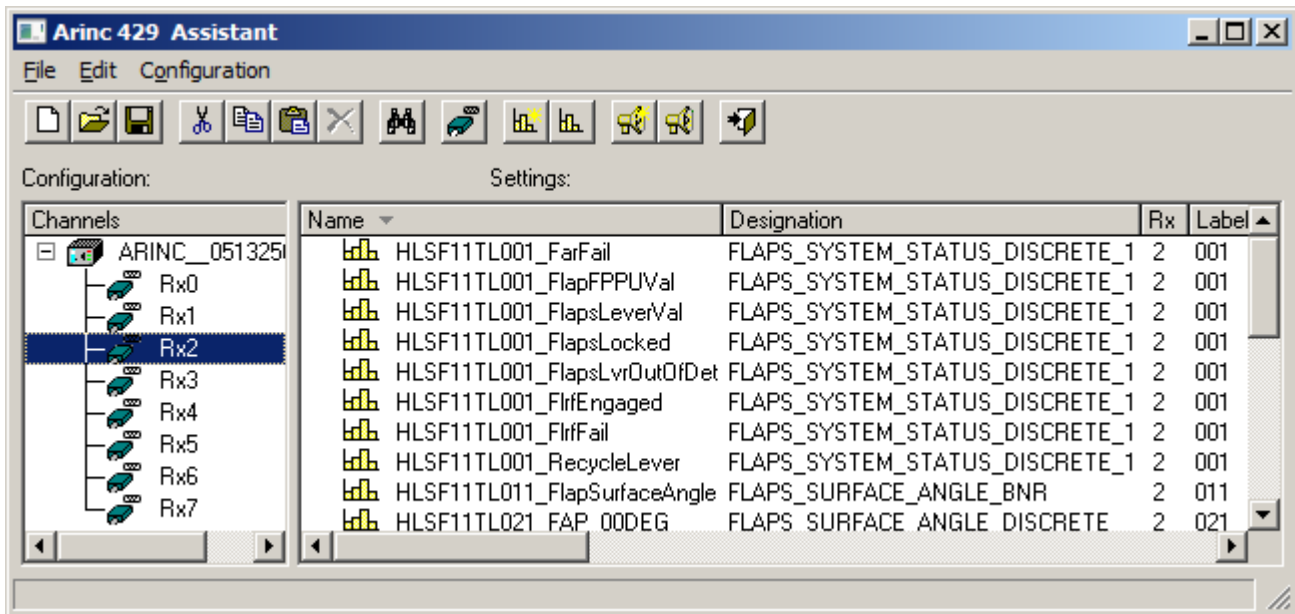 Arinc 429 Assistant
File Edit Configuration
Configuration: Settings:
Channels Name Designation Rx Label
ARINC__051325 HLSF11TL001_FarFail FLAPS_SYSTEM_STATUS_DISCRETE_1 2 001
Rx0 HLSF11TL001_FlapFPPUVal FLAPS_SYSTEM_STATUS_DISCRETE_1 2 001
Rx1 HLSF11TL001_FlapsLeverVal FLAPS_SYSTEM_STATUS_DISCRETE_1 2 001
Rx2 HLSF11TL001_FlapsLocked FLAPS_SYSTEM_STATUS_DISCRETE_1 2 001
Rx3 HLSF11TL001_FlapsLvrOutOfDet FLAPS_SYSTEM_STATUS_DISCRETE_1 2 001
Rx4 HLSF11TL001_FlrfEngaged FLAPS_SYSTEM_STATUS_DISCRETE_1 2 001
Rx5 HLSF11TL001_FlrfFail FLAPS_SYSTEM_STATUS_DISCRETE_1 2 001
Rx6 HLSF11TL001_RecycleLever FLAPS_SYSTEM_STATUS_DISCRETE_1 2 001
Rx7 HLSF11TL011_FlapSurfaceAngle FLAPS_SURFACE_ANGLE_BNR 2 011
HLSF11TL021_FAP_00DEG FLAPS_SURFACE_ANGLE_DISCRETE 2 021